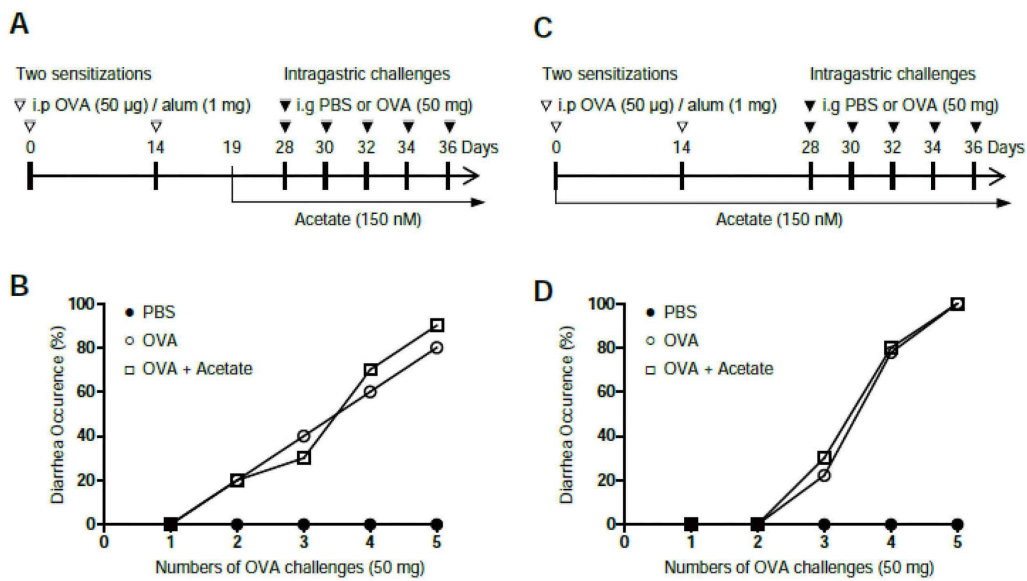 A
Two sensitizations
Intragastric challenges
▽ i.p OVA (50 µg) / alum (1 mg)
▼ i.g PBS or OVA (50 mg)
0 14 19 28 30 32 34 36 Days
Acetate (150 nM)
C
Two sensitizations
Intragastric challenges
▽ i.p OVA (50 µg) / alum (1 mg)
▼ i.g PBS or OVA (50 mg)
0 14 28 30 32 34 36 Days
Acetate (150 nM)
B
Diarrhea Occurence (%)
100
80
60
40
20
0
● PBS
○ OVA
□ OVA + Acetate
0 1 2 3 4 5
Numbers of OVA challenges (50 mg)
D
Diarrhea Occurence (%)
100
80
60
40
20
0
● PBS
○ OVA
□ OVA + Acetate
0 1 2 3 4 5
Numbers of OVA challenges (50 mg)